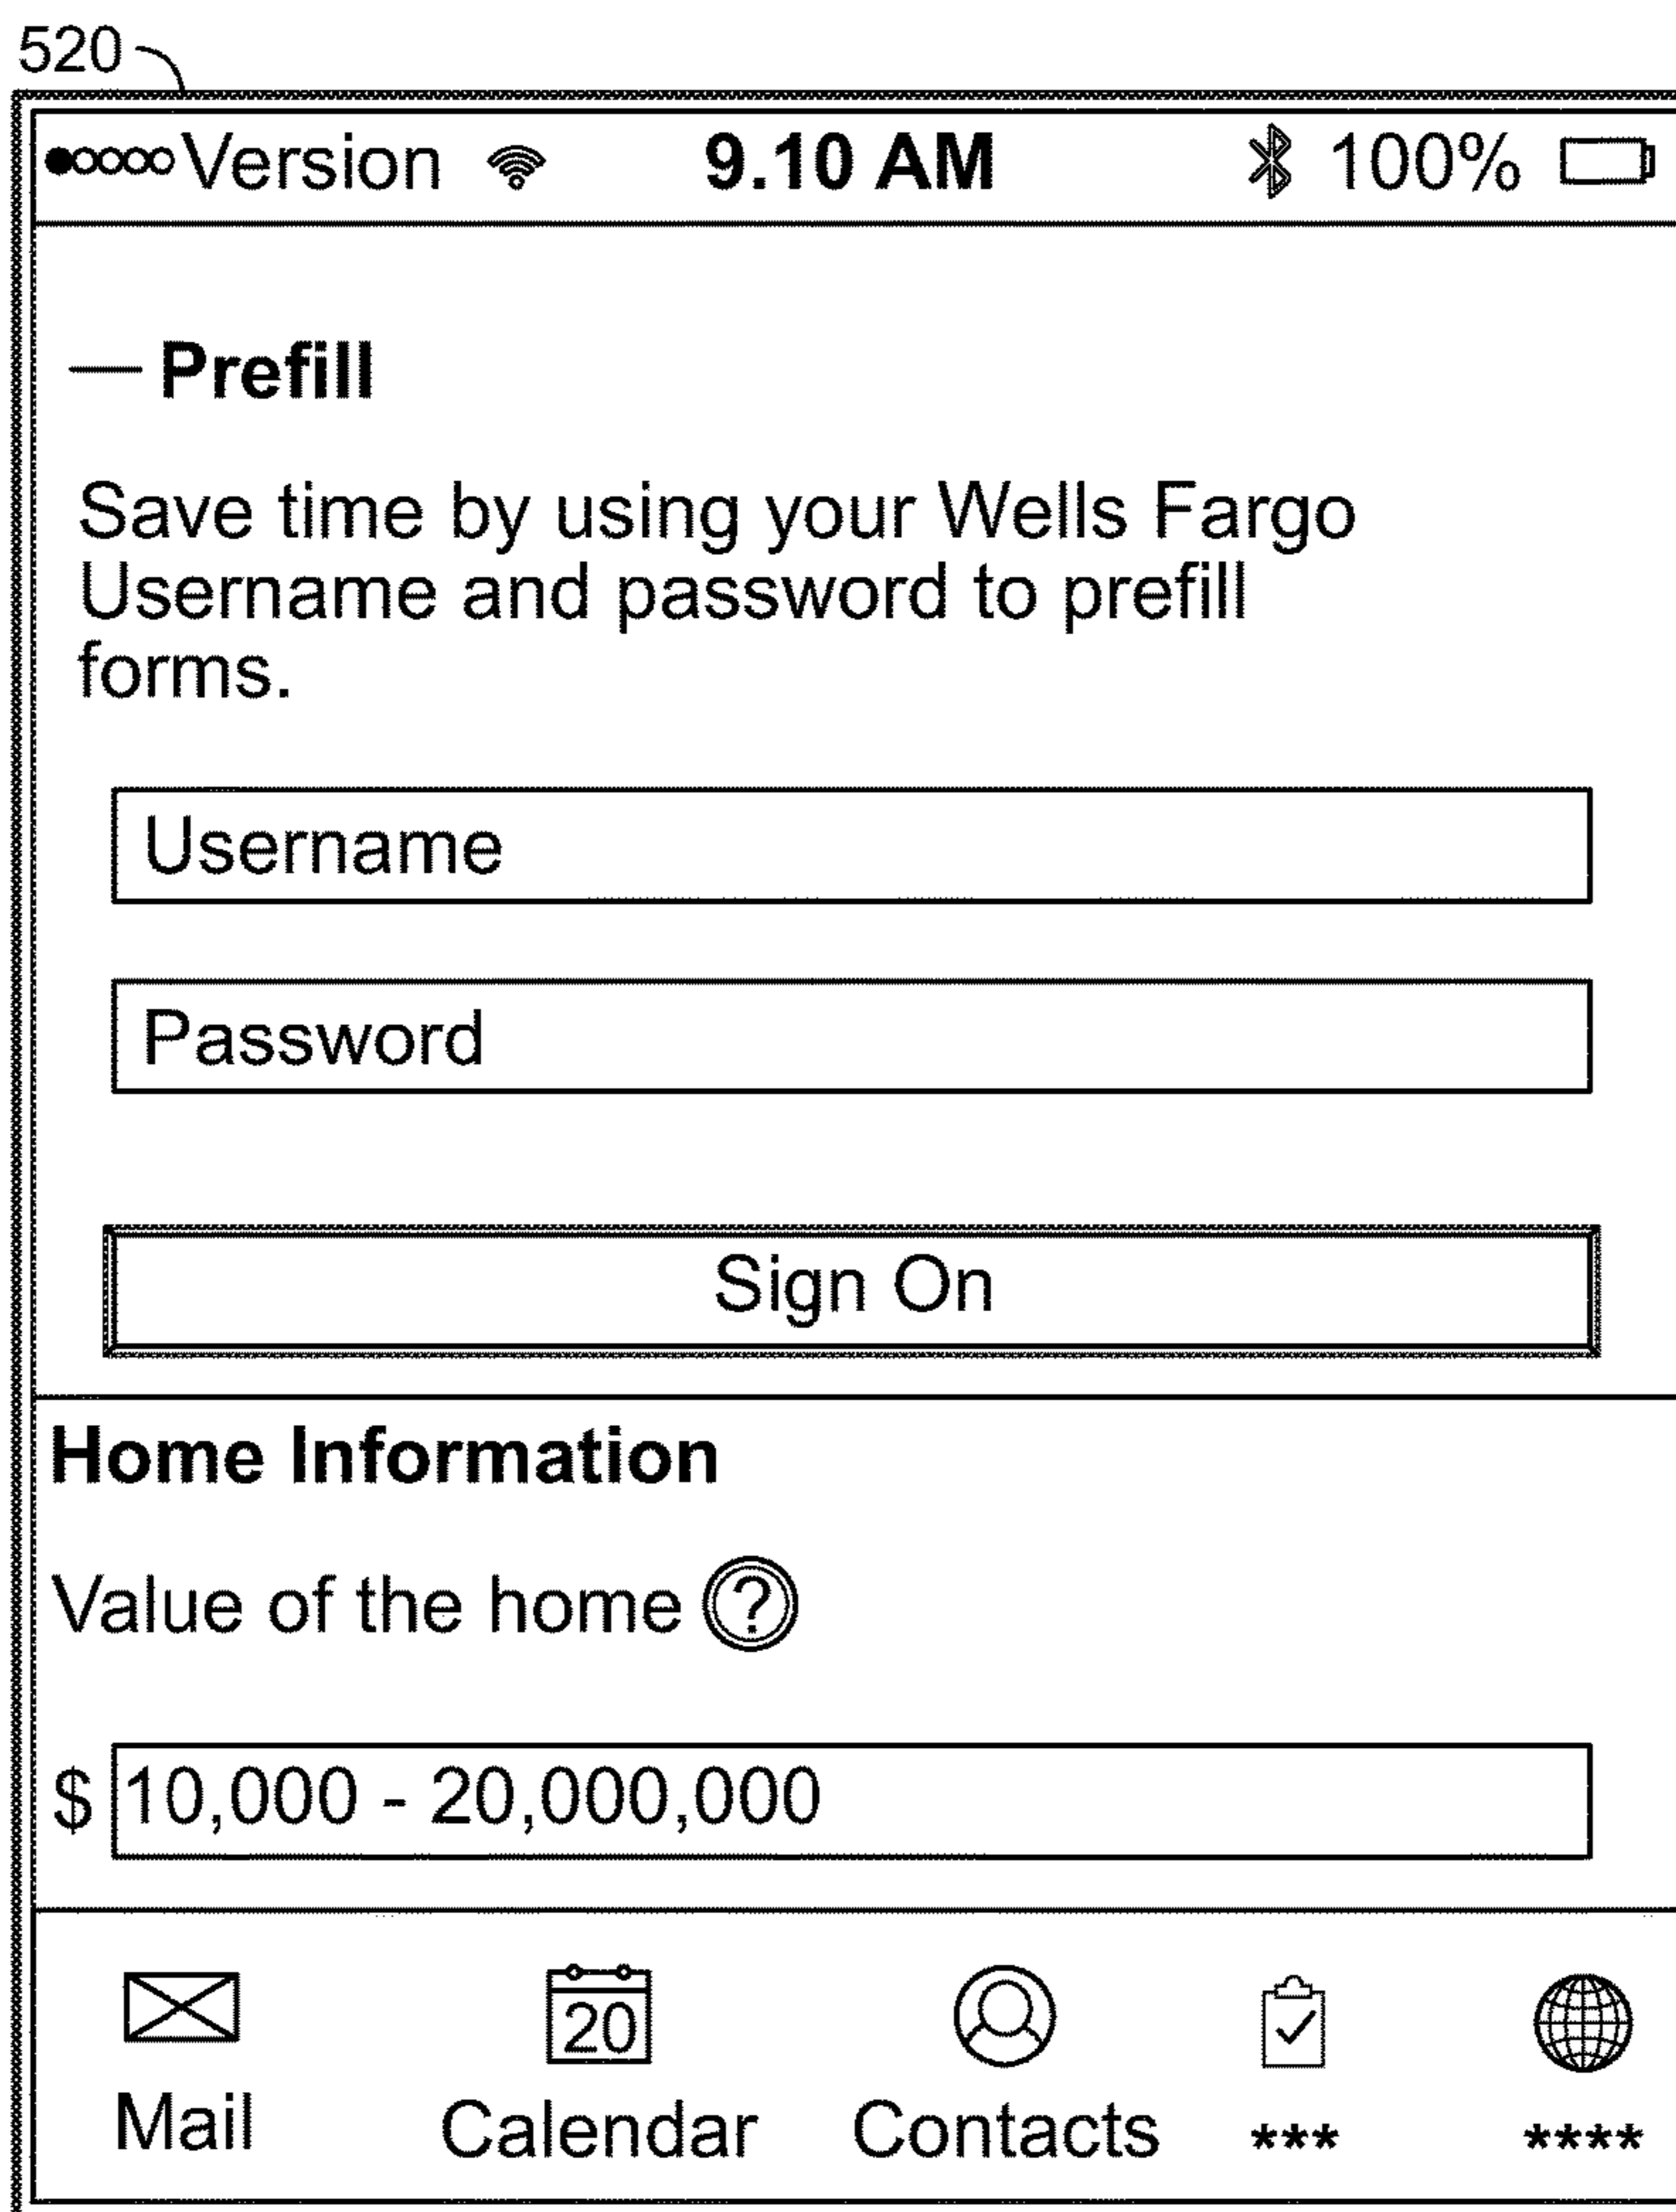 520
Version 9.10 AM 100%
Prefill
Save time by using your Wells Fargo
Username and password to prefill
forms.
Username
Password
Sign On
Home Information
Value of the home ?
$ 10,000 - 20,000,000
20
Mail Calendar Contacts *** ****